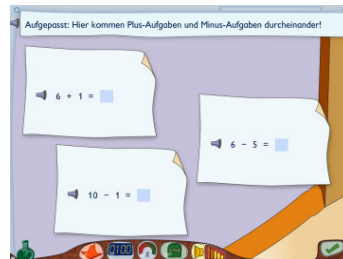 Aufgepasst: Hier kommen Plus-Aufgaben und Minus-Aufgaben durcheinander!
6 + 1 =
6 - 5 =
10 - 1 =